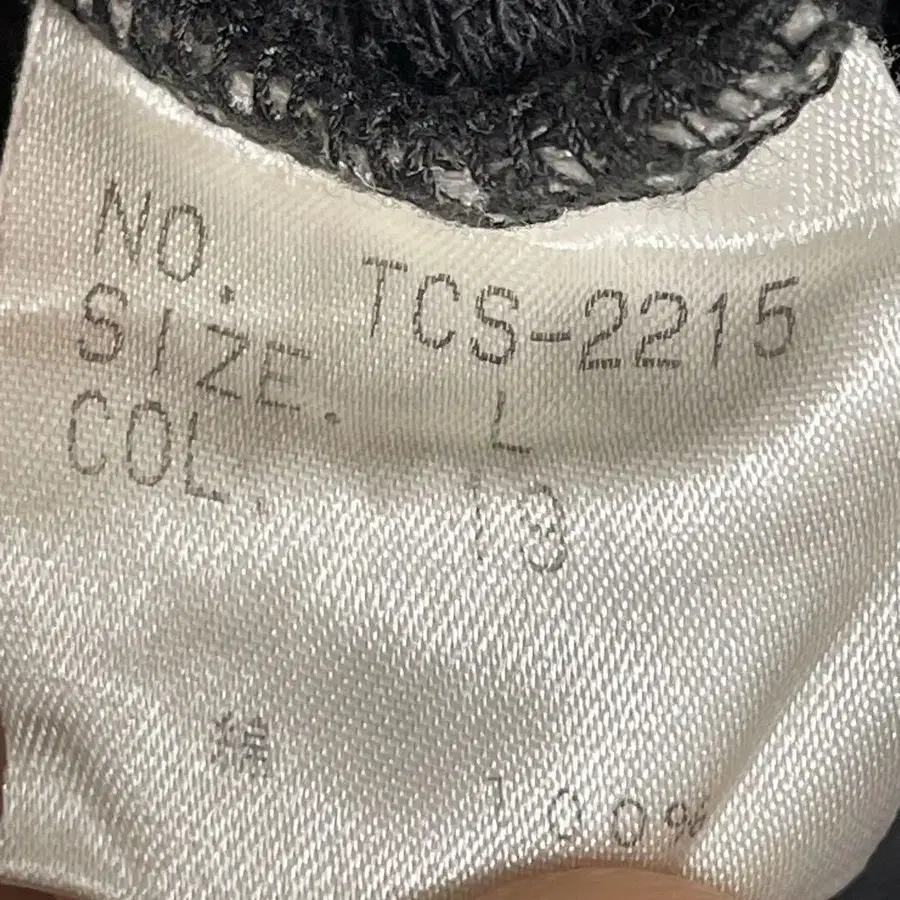 NO. TCS-2215
SIZE. L
COL. 13
綿 100%